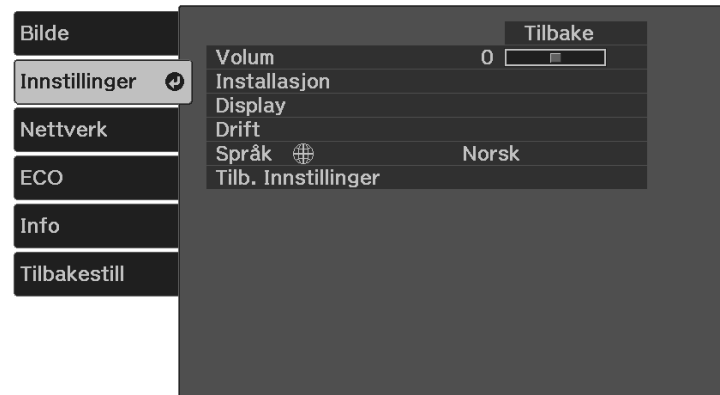 Bilde
Innstillinger
Nettverk
ECO
Info
Tilbakestill
Tilbake
Volum 0
Installasjon
Display
Drift
Språk Norsk
Tilb. Innstillinger